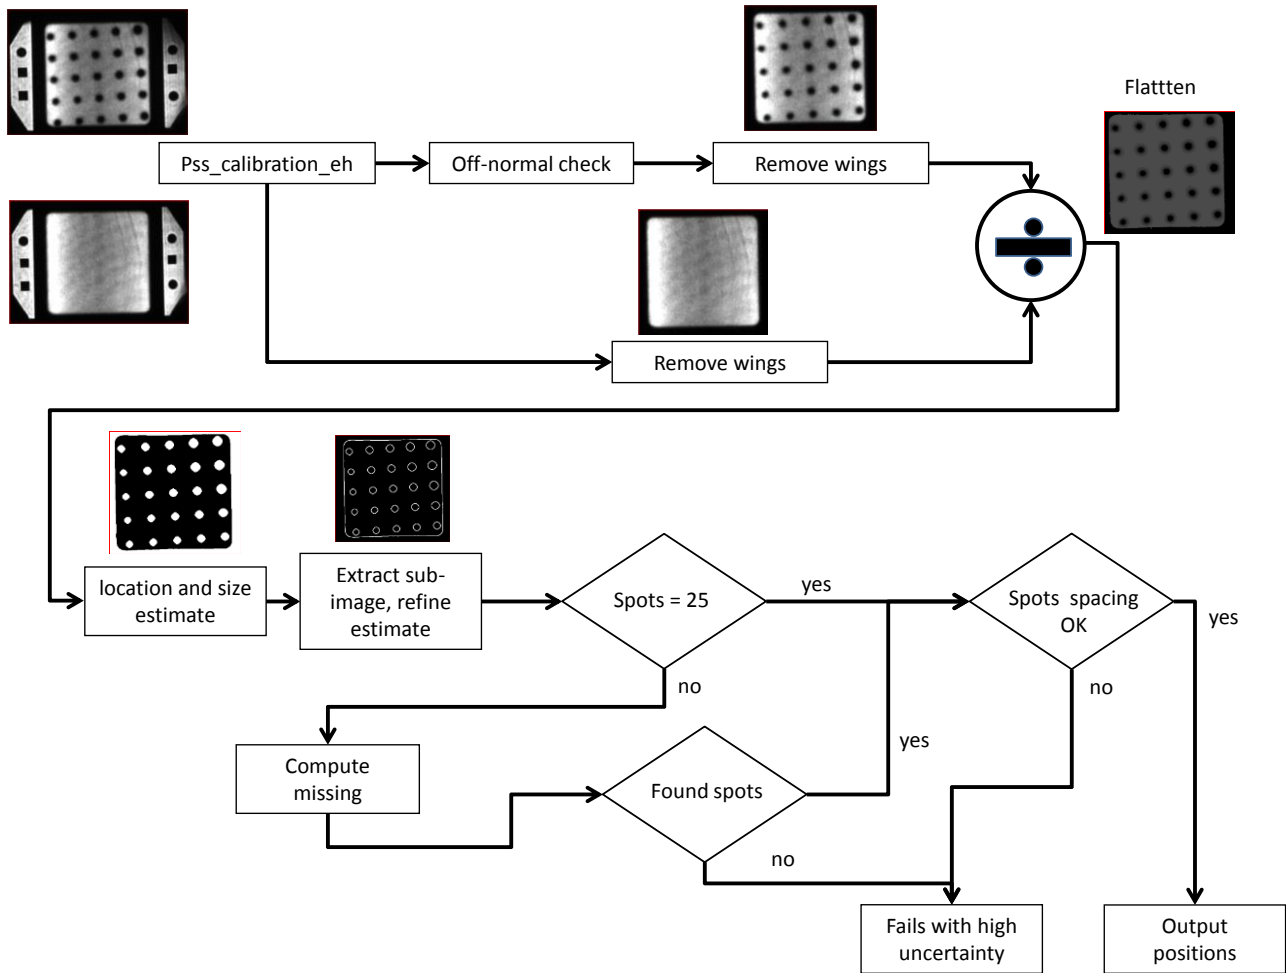 Flattten
Pss_calibration_eh
Off-normal check
Remove wings
Remove wings
location and size
estimate
Extract sub-
image, refine
estimate
Spots = 25
yes
Spots  spacing
OK
yes
no
no
Compute
missing
Found spots
yes
no
Fails with high
uncertainty
Output
positions